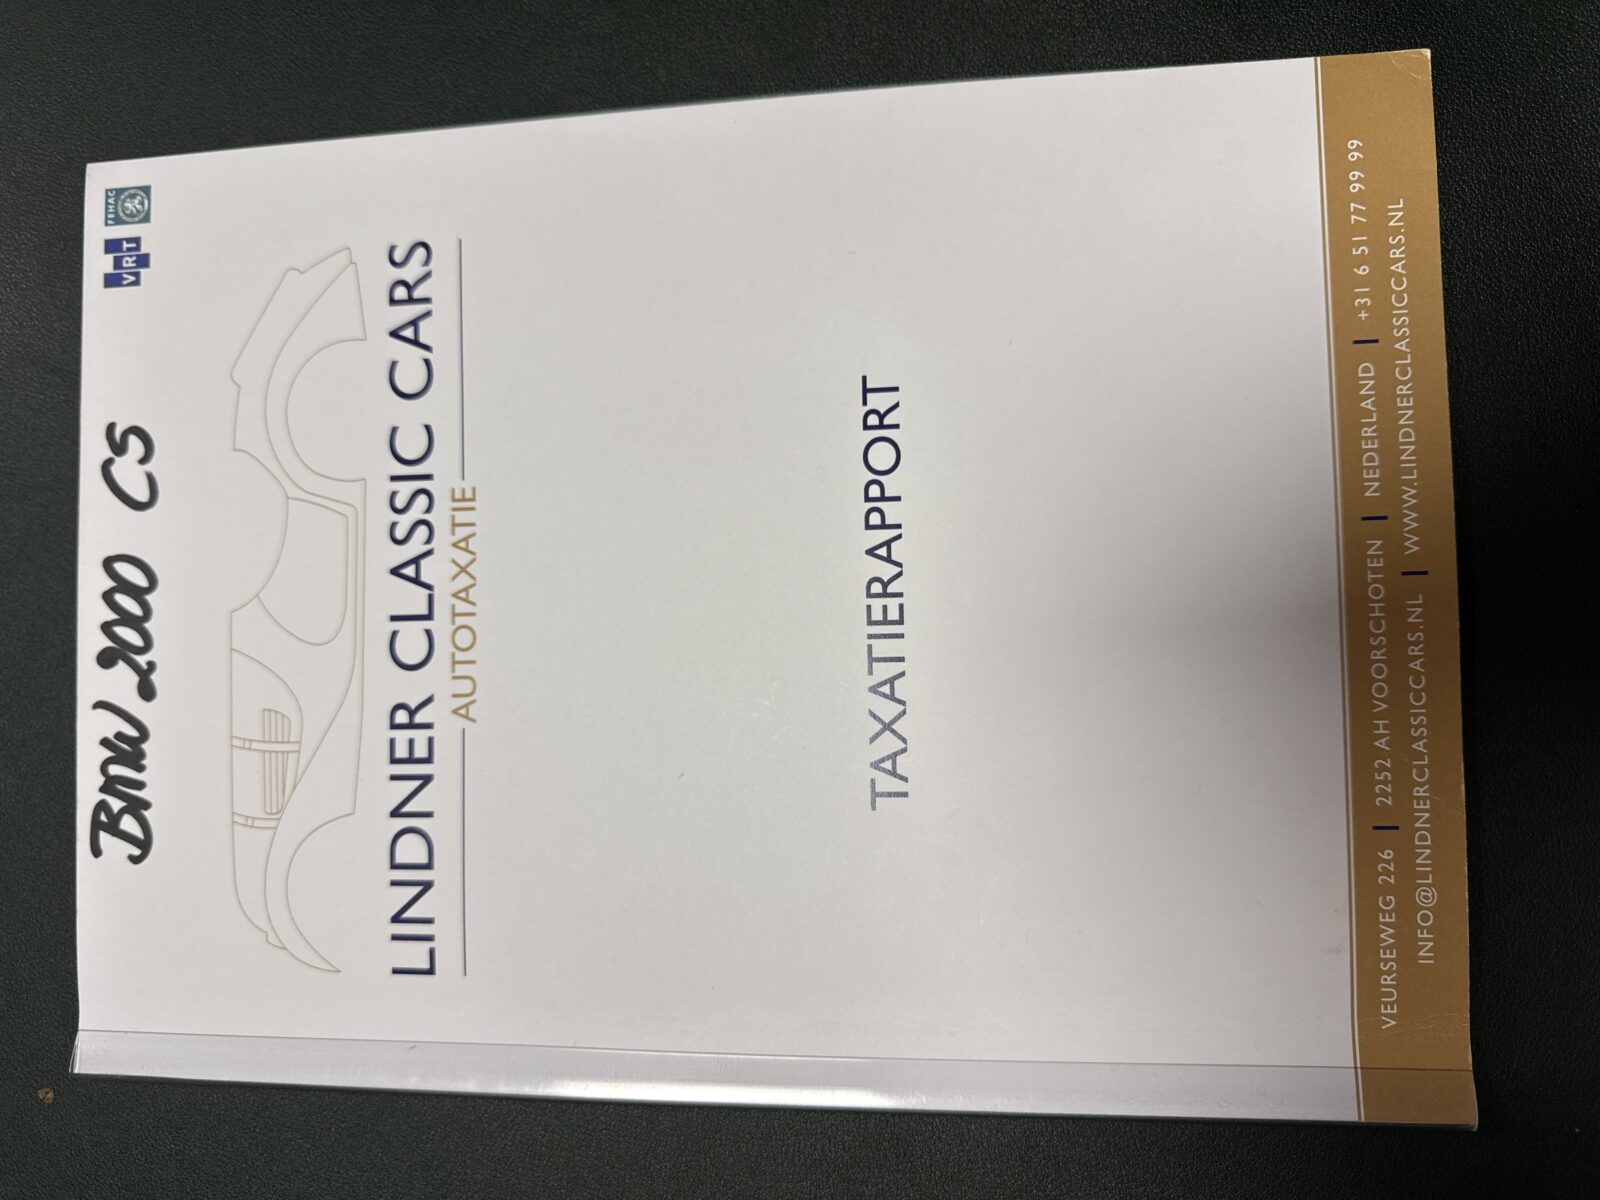 BMW 2000 CS
VRT FEHAC
LINDNER CLASSIC CARS
AUTOTAXATIE
TAXATIERAPPORT
VEURSEWEG 226 | 2252 AH VOORSCHOTEN | NEDERLAND | +31 6 51 77 99 99
INFO@LINDNERCLASSICCARS.NL | WWW.LINDNERCLASSICCARS.NL